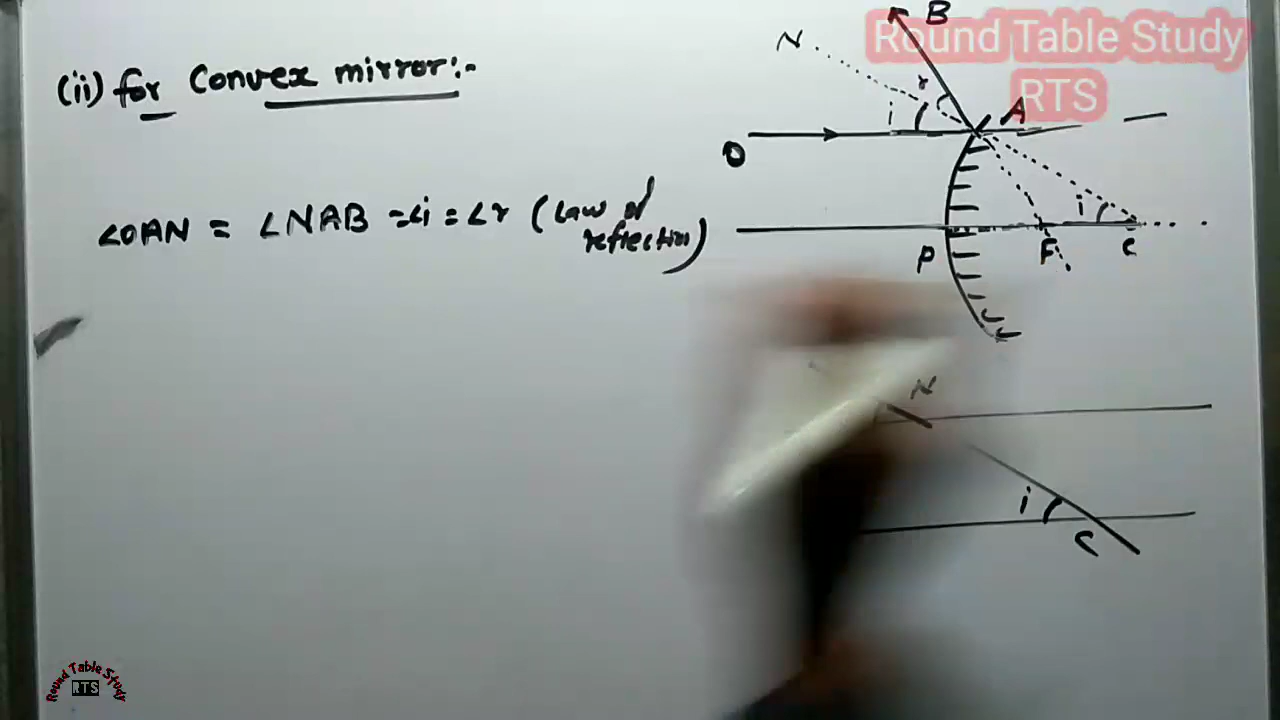 (ii) for Convex mirror:-
∠OAN = ∠NAB = ∠i = ∠r (Law of
reflection)
B
Round Table Study
RTS
N
r
i
A
O
i
P
F
C
N
i
C
Round Table Study
RTS